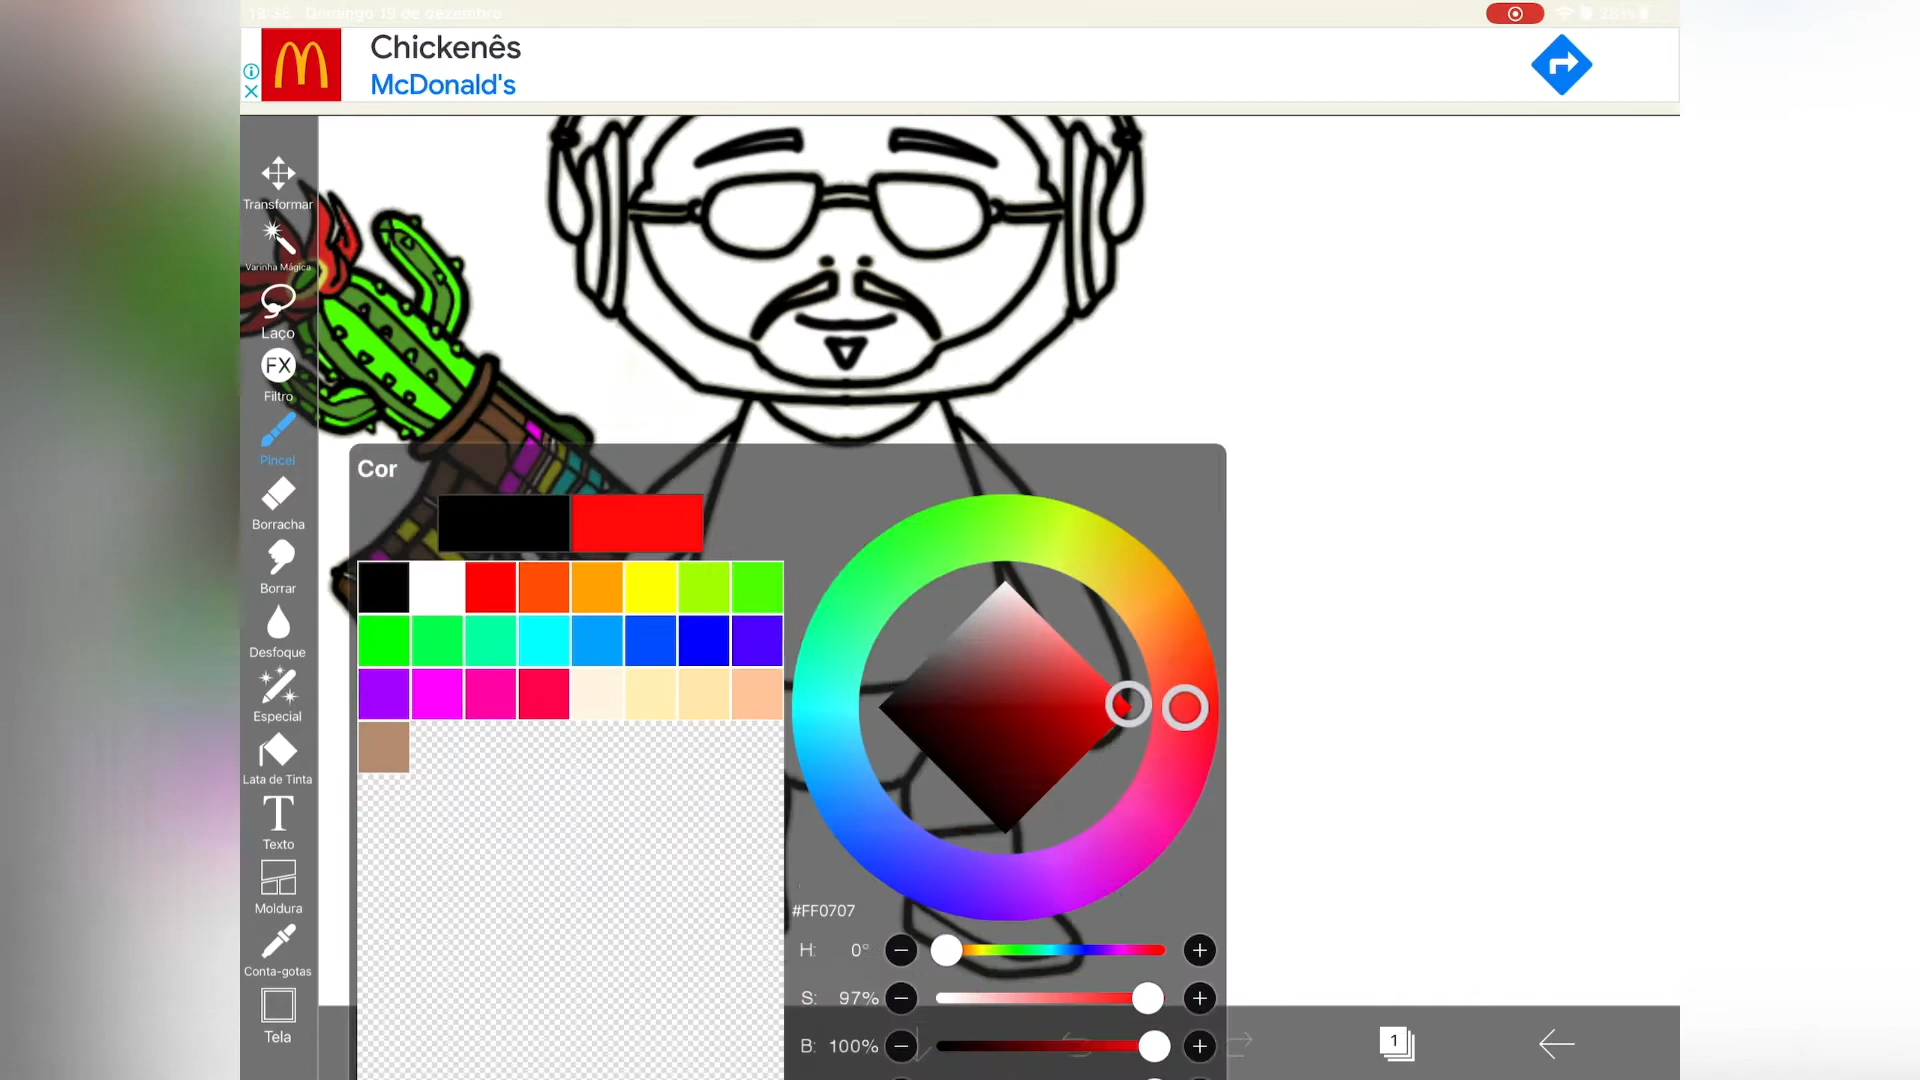 19:36 Domingo 19 de dezembro
28%
Chickenês
McDonald's
Transformar
Varinha Mágica
Laço
FX
Filtro
Pincel
Borracha
Borrar
Desfoque
Especial
Lata de Tinta
T
Texto
Moldura
Conta-gotas
Tela
Cor
#FF0707
H: 0°
S: 97%
B: 100%
1